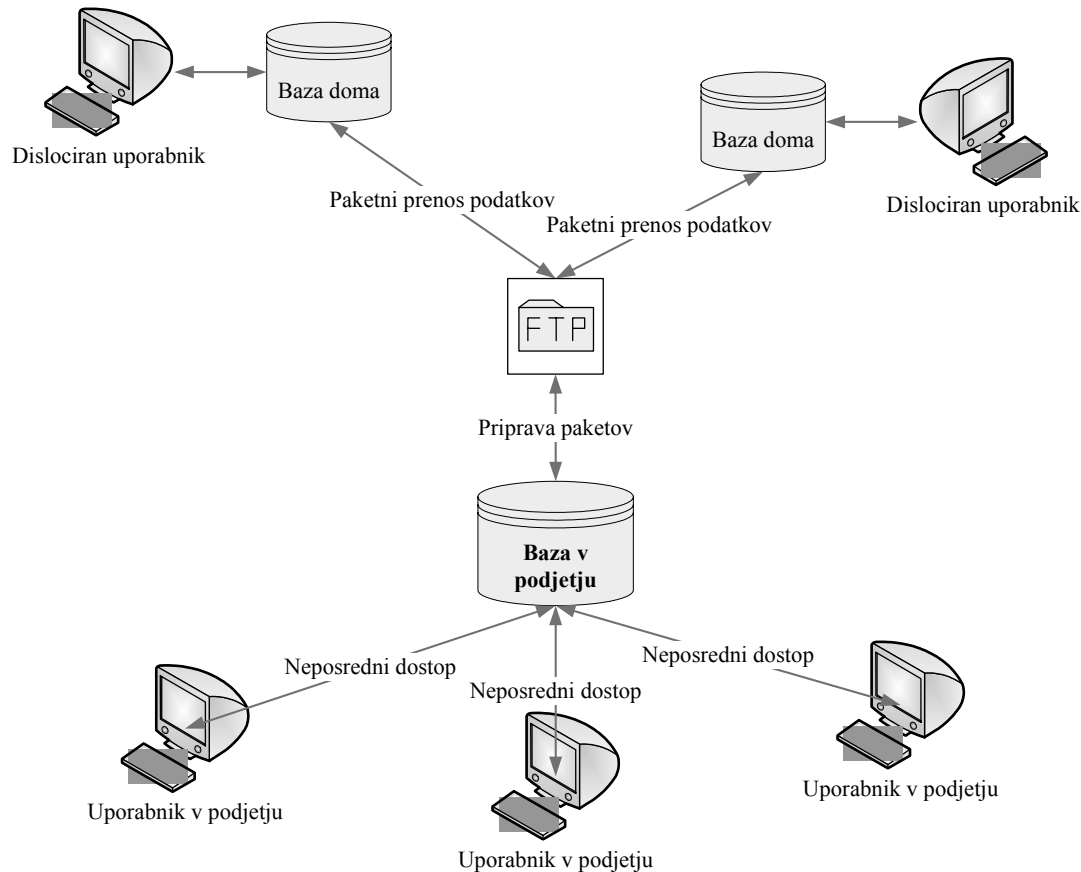 Baza doma
Dislociran uporabnik
Baza doma
Dislociran uporabnik
Paketni prenos podatkov
Paketni prenos podatkov
FTP
Priprava paketov
Baza v
podjetju
Neposredni dostop
Neposredni dostop
Neposredni dostop
Uporabnik v podjetju
Uporabnik v podjetju
Uporabnik v podjetju